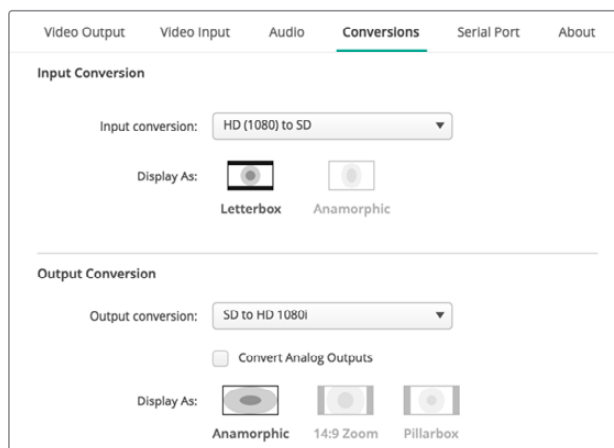 Video Output Video Input Audio Conversions Serial Port About
Input Conversion
Input conversion: HD (1080) to SD
Display As:
Letterbox Anamorphic
Output Conversion
Output conversion: SD to HD 1080i
Convert Analog Outputs
Display As:
Anamorphic 14:9 Zoom Pillarbox